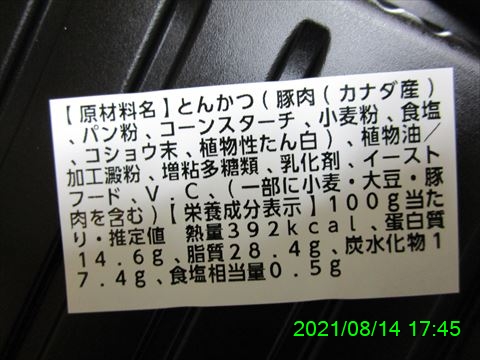 【原材料名】とんかつ(豚肉(カナダ産)
、パン粉、コーンスターチ、小麦粉、食塩
、コショウ末、植物性たん白)、植物油/
加工澱粉、増粘多糖類、乳化剤、イースト
フード、V.C、(一部に小麦・大豆・豚
肉を含む)【栄養成分表示】100g当た
り・推定値 熱量392kcal、蛋白質
14.6g、脂質28.4g、炭水化物1
7.4g、食塩相当量0.5g
2021/08/14 17:45